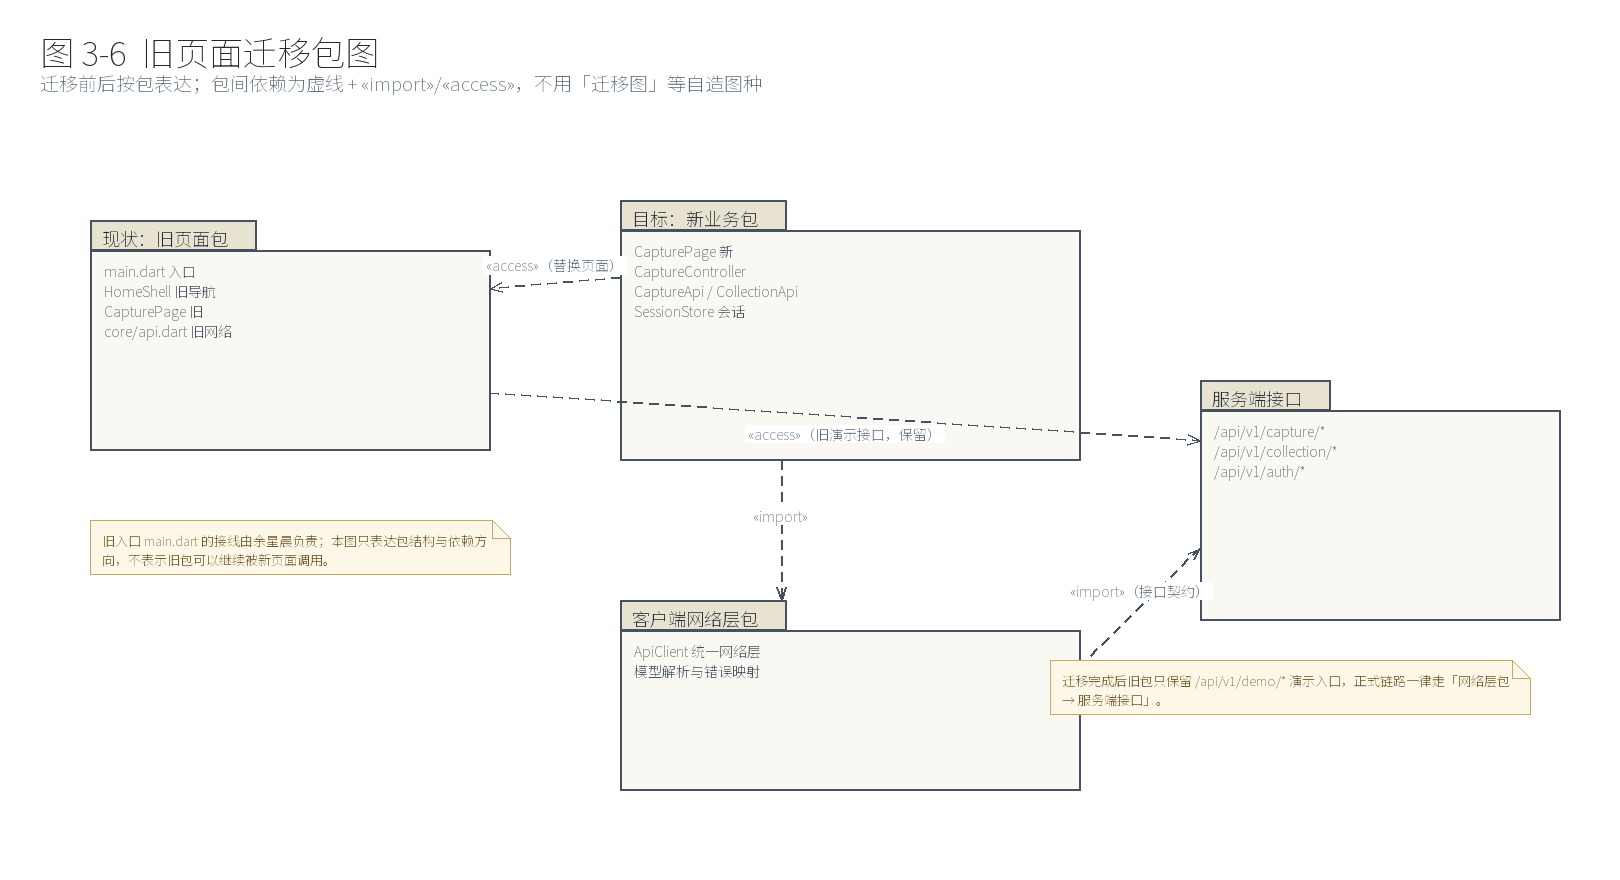 图 3-6 旧页面迁移包图
迁移前后按包表达；包间依赖为虚线 + «import»/«access»，不用「迁移图」等自造图种
现状：旧页面包
main.dart 入口
HomeShell 旧导航
CapturePage 旧
core/api.dart 旧网络
«access»（替换页面）
目标：新业务包
CapturePage 新
CaptureController
CaptureApi / CollectionApi
SessionStore 会话
«access»（旧演示接口，保留）
服务端接口
/api/v1/capture/*
/api/v1/collection/*
/api/v1/auth/*
«import»
旧入口 main.dart 的接线由余星晨负责；本图只表达包结构与依赖方
向，不表示旧包可以继续被新页面调用。
«import»（接口契约）
客户端网络层包
ApiClient 统一网络层
模型解析与错误映射
迁移完成后旧包只保留 /api/v1/demo/* 演示入口，正式链路一律走「网络层包
→ 服务端接口」。